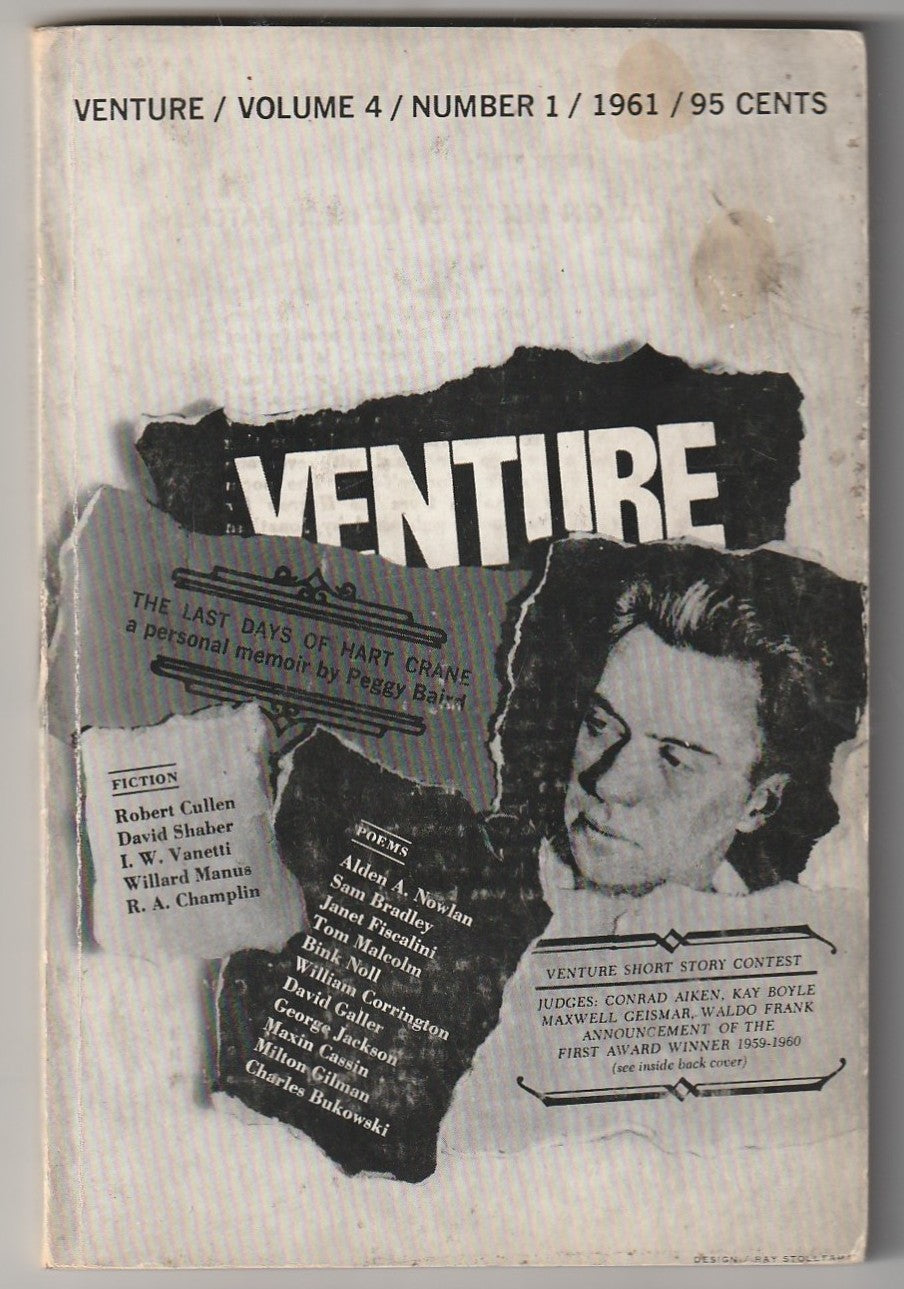 VENTURE / VOLUME 4 / NUMBER 1 / 1961 / 95 CENTS
VENTURE
THE LAST DAYS OF HART CRANE
a personal memoir by Peggy Baird
FICTION
Robert Cullen
David Shaber
I. W. Vanetti
Willard Manus
R. A. Champlin
POEMS
Alden A. Nowlan
Sam Bradley
Janet Fiscalini
Tom Malcolm
Bink Noll
William Corrington
David Galler
George Jackson
Maxin Cassin
Milton Gilman
Charles Bukowski
VENTURE SHORT STORY CONTEST
JUDGES: CONRAD AIKEN, KAY BOYLE
MAXWELL GEISMAR, WALDO FRANK
ANNOUNCEMENT OF THE
FIRST AWARD WINNER 1959-1960
(see inside back cover)
DESIGN / RAY